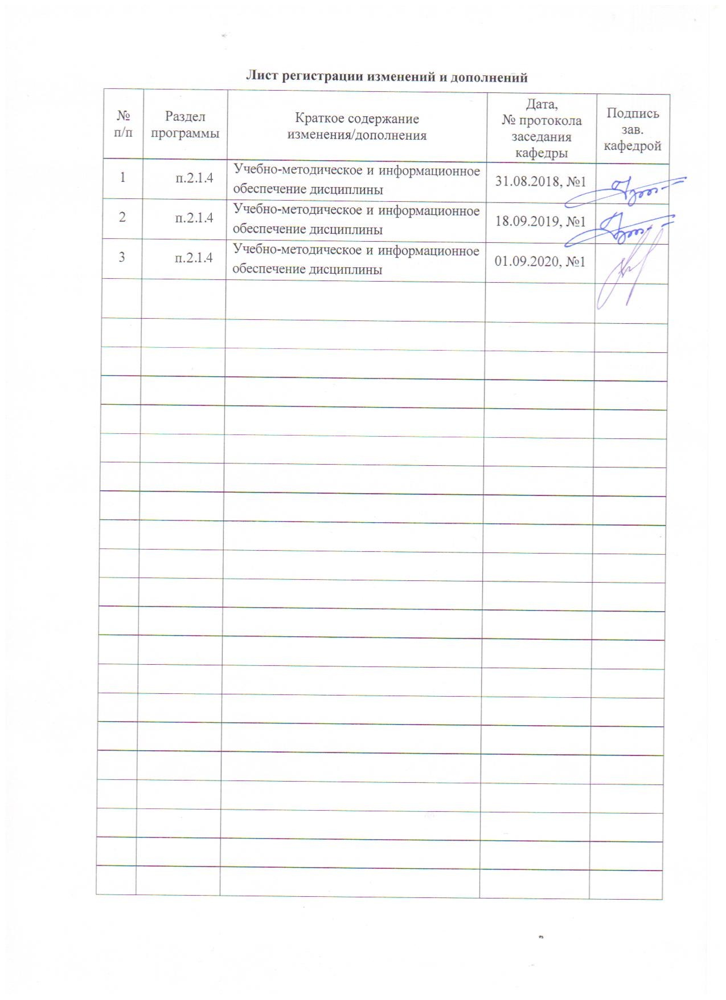 Лист регистрации изменений и дополнений
№
п/п
Раздел
программы
Краткое содержание
изменения/дополнения
Дата,
№ протокола
заседания
кафедры
Подпись
зав.
кафедрой
1
п.2.1.4
Учебно-методическое и информационное
обеспечение дисциплины
31.08.2018, №1
2
п.2.1.4
Учебно-методическое и информационное
обеспечение дисциплины
18.09.2019, №1
3
п.2.1.4
Учебно-методическое и информационное
обеспечение дисциплины
01.09.2020, №1